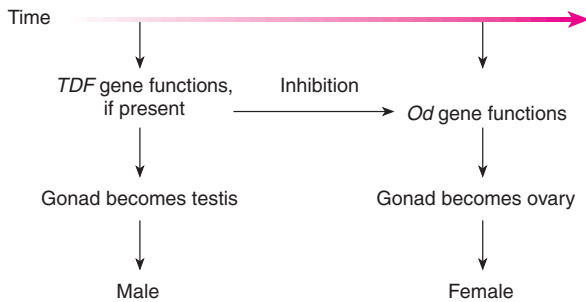 Time
TDF gene functions,
if present
Inhibition
Od gene functions
Gonad becomes testis
Gonad becomes ovary
Male
Female